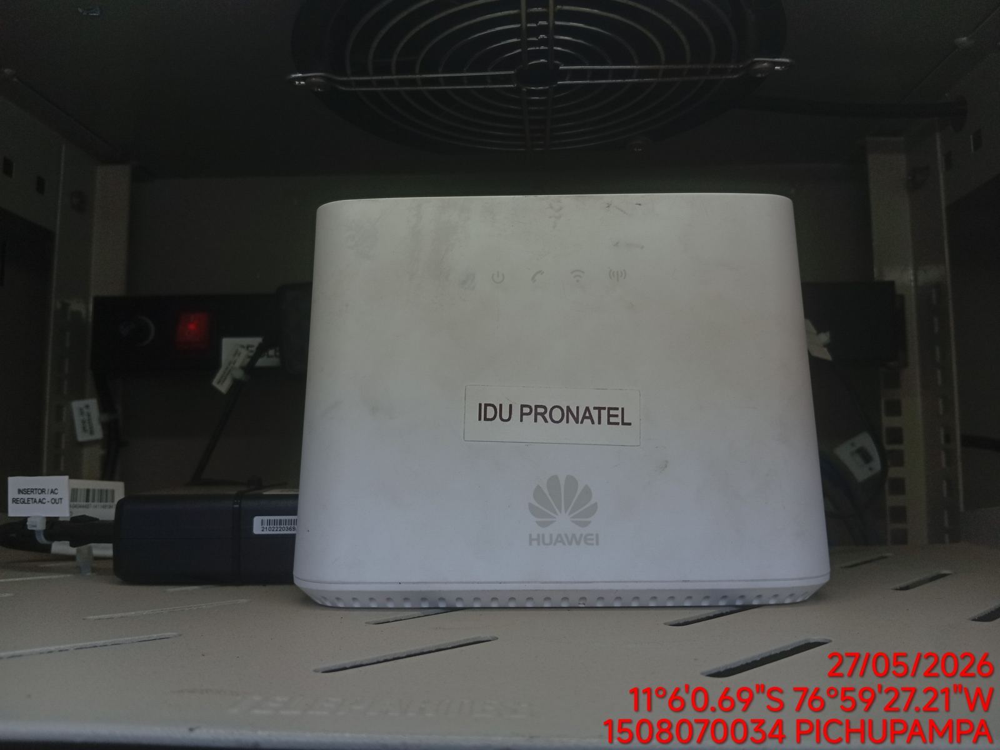 IDU PRONATEL
HUAWEI
INSERTOR / AC
REGLETA AC - OUT
2102220369
27/05/2026
11°6'0.69"S 76°59'27.21"W
1508070034 PICHUPAMPA